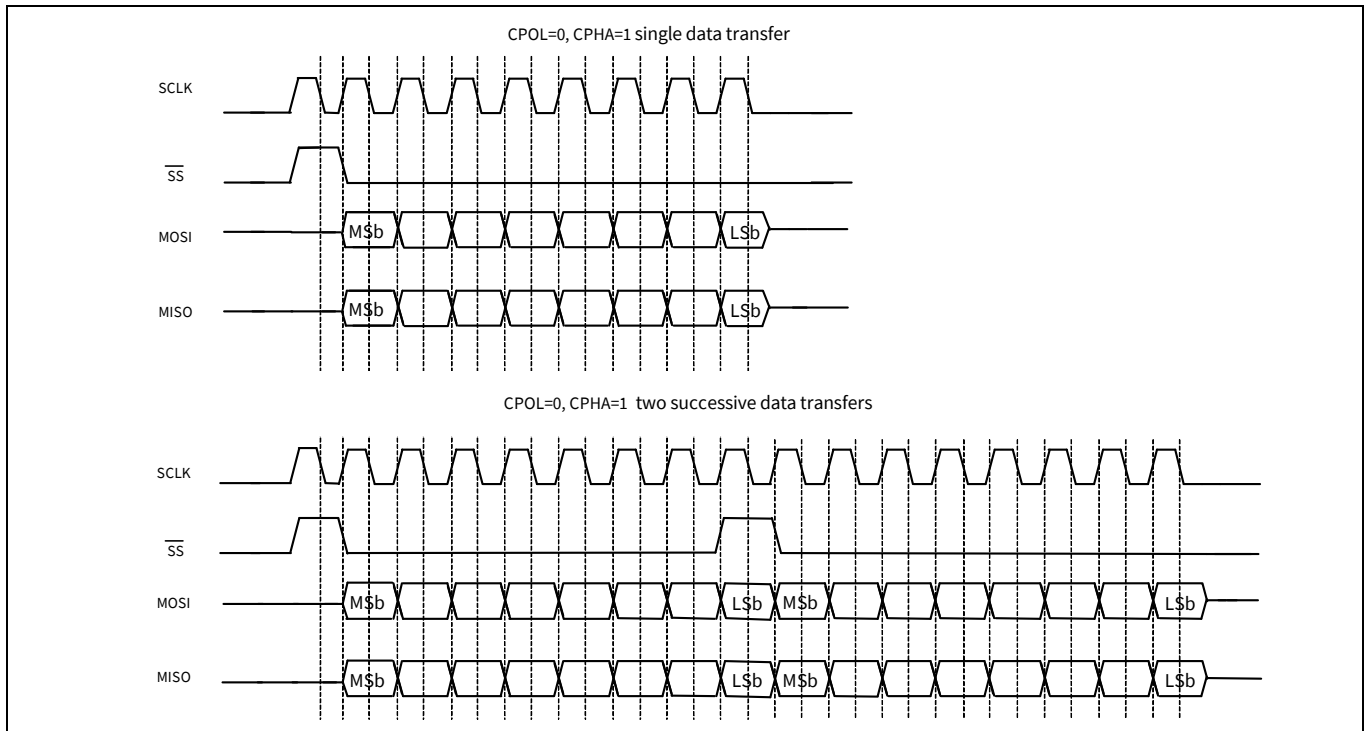 CPOL=0, CPHA=1 single data transfer
SCLK
SS
MOSI MSb LSb
MISO MSb LSb
CPOL=0, CPHA=1 two successive data transfers
SCLK
SS
MOSI MSb LSb MSb LSb
MISO MSb LSb MSb LSb